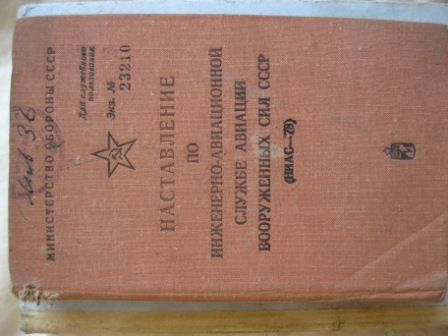 МИНИСТЕРСТВО ОБОРОНЫ СССР
Для служебного
пользования
Экз. № 23210
НАСТАВЛЕНИЕ
ПО
ИНЖЕНЕРНО-АВИАЦИОННОЙ
СЛУЖБЕ АВИАЦИИ
ВООРУЖЕННЫХ СИЛ СССР
(НИАС—78)